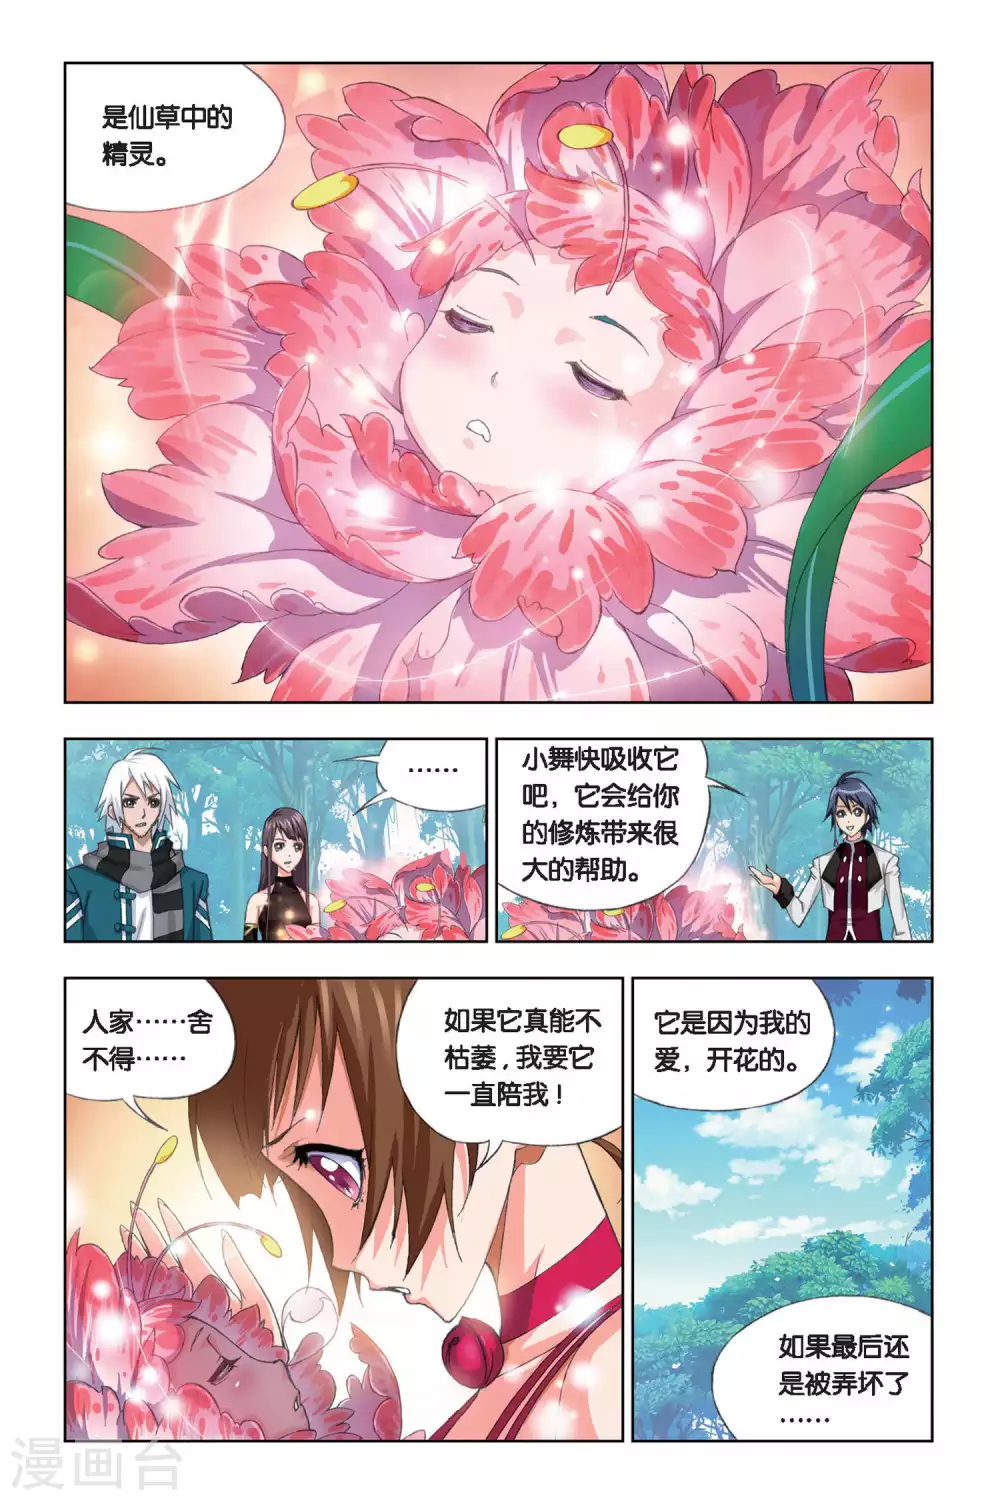 是仙草中的
精灵。
……
小舞快吸收它
吧，它会给你
的修炼带来很
大的帮助。
人家……舍
不得……
如果它真能不
枯萎，我要它
一直陪我！
它是因为我的
爱，开花的。
如果最后还
是被弄坏了
……
漫画台